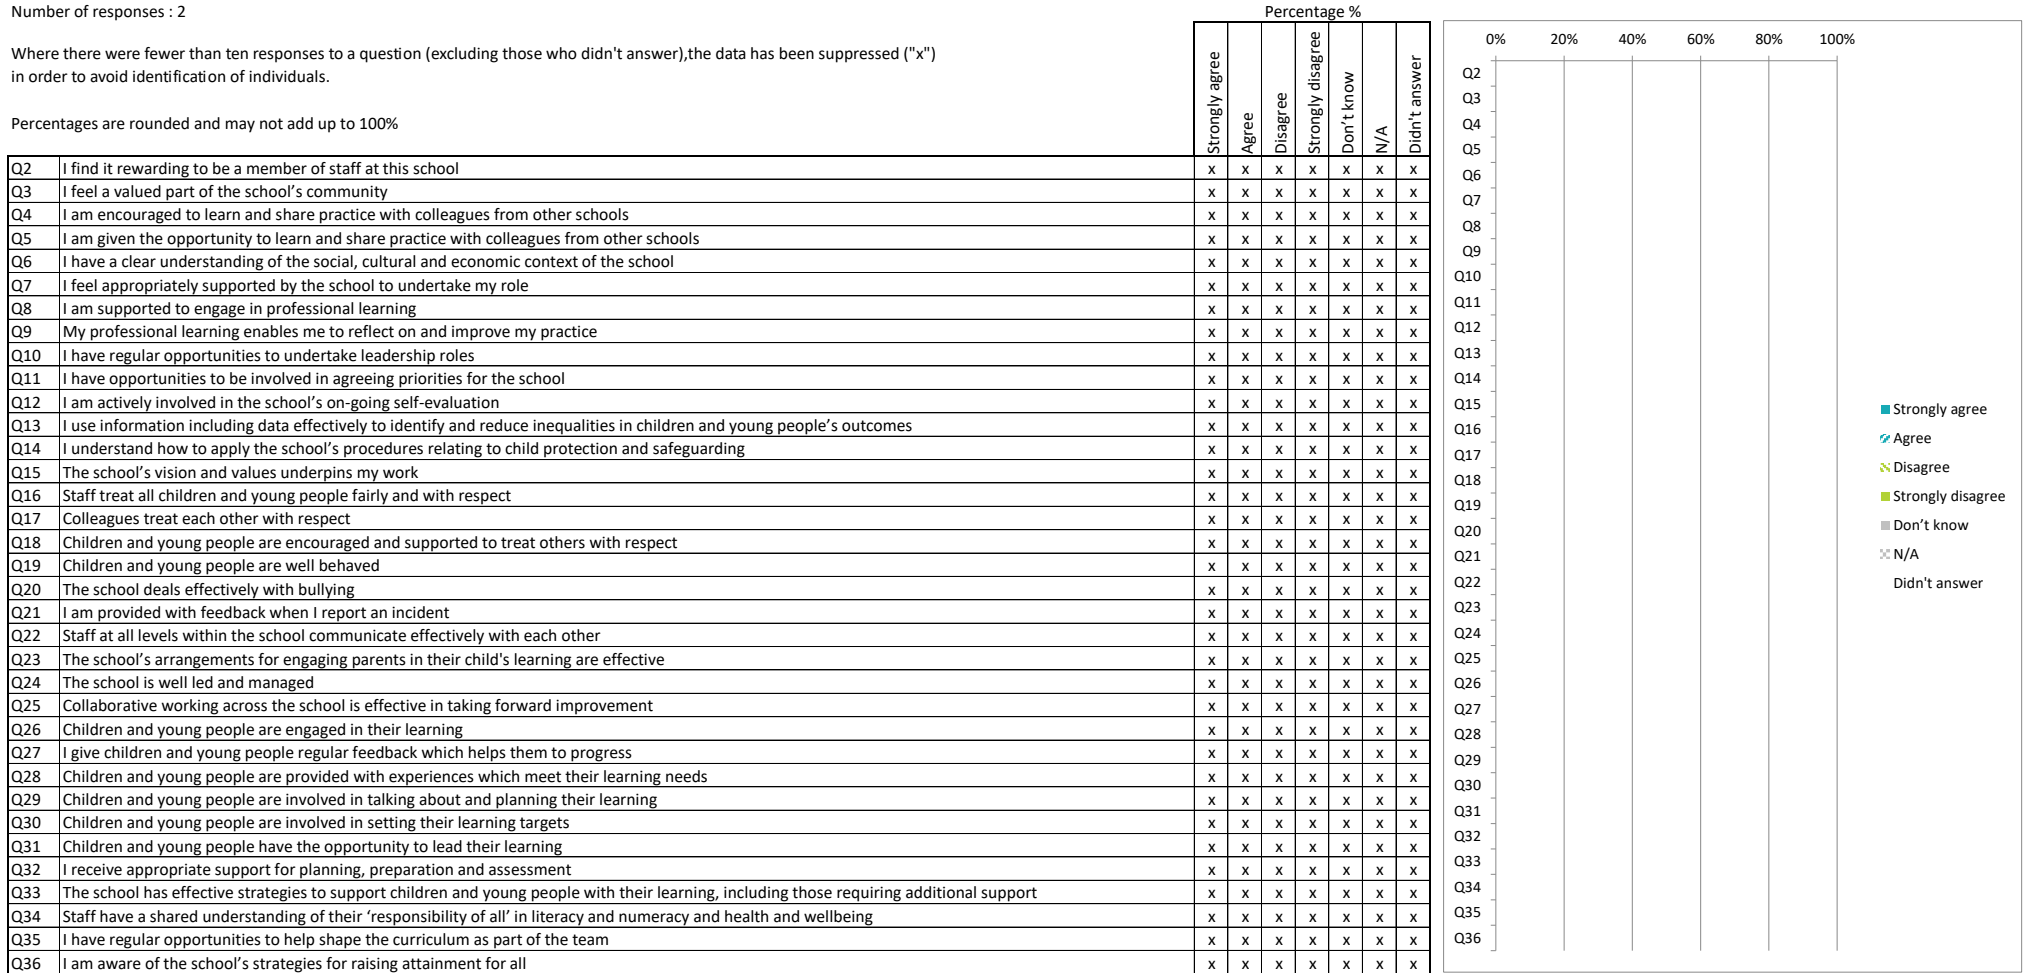 Number of responses : 2
Percentage %
Where there were fewer than ten responses to a question (excluding those who didn't answer),the data has been suppressed ("x")
in order to avoid identification of individuals.
Percentages are rounded and may not add up to 100%
Strongly agree
Agree
Disagree
Strongly disagree
Don’t know
N/A
Didn't answer
Q2 I find it rewarding to be a member of staff at this school x x x x x x x
Q3 I feel a valued part of the school’s community x x x x x x x
Q4 I am encouraged to learn and share practice with colleagues from other schools x x x x x x x
Q5 I am given the opportunity to learn and share practice with colleagues from other schools x x x x x x x
Q6 I have a clear understanding of the social, cultural and economic context of the school x x x x x x x
Q7 I feel appropriately supported by the school to undertake my role x x x x x x x
Q8 I am supported to engage in professional learning x x x x x x x
Q9 My professional learning enables me to reflect on and improve my practice x x x x x x x
Q10 I have regular opportunities to undertake leadership roles x x x x x x x
Q11 I have opportunities to be involved in agreeing priorities for the school x x x x x x x
Q12 I am actively involved in the school’s on-going self-evaluation x x x x x x x
Q13 I use information including data effectively to identify and reduce inequalities in children and young people’s outcomes x x x x x x x
Q14 I understand how to apply the school’s procedures relating to child protection and safeguarding x x x x x x x
Q15 The school’s vision and values underpins my work x x x x x x x
Q16 Staff treat all children and young people fairly and with respect x x x x x x x
Q17 Colleagues treat each other with respect x x x x x x x
Q18 Children and young people are encouraged and supported to treat others with respect x x x x x x x
Q19 Children and young people are well behaved x x x x x x x
Q20 The school deals effectively with bullying x x x x x x x
Q21 I am provided with feedback when I report an incident x x x x x x x
Q22 Staff at all levels within the school communicate effectively with each other x x x x x x x
Q23 The school’s arrangements for engaging parents in their child's learning are effective x x x x x x x
Q24 The school is well led and managed x x x x x x x
Q25 Collaborative working across the school is effective in taking forward improvement x x x x x x x
Q26 Children and young people are engaged in their learning x x x x x x x
Q27 I give children and young people regular feedback which helps them to progress x x x x x x x
Q28 Children and young people are provided with experiences which meet their learning needs x x x x x x x
Q29 Children and young people are involved in talking about and planning their learning x x x x x x x
Q30 Children and young people are involved in setting their learning targets x x x x x x x
Q31 Children and young people have the opportunity to lead their learning x x x x x x x
Q32 I receive appropriate support for planning, preparation and assessment x x x x x x x
Q33 The school has effective strategies to support children and young people with their learning, including those requiring additional support x x x x x x x
Q34 Staff have a shared understanding of their ‘responsibility of all’ in literacy and numeracy and health and wellbeing x x x x x x x
Q35 I have regular opportunities to help shape the curriculum as part of the team x x x x x x x
Q36 I am aware of the school’s strategies for raising attainment for all x x x x x x x
0% 20% 40% 60% 80% 100%
Q2
Q3
Q4
Q5
Q6
Q7
Q8
Q9
Q10
Q11
Q12
Q13
Q14
Q15
Q16
Q17
Q18
Q19
Q20
Q21
Q22
Q23
Q24
Q25
Q26
Q27
Q28
Q29
Q30
Q31
Q32
Q33
Q34
Q35
Q36
Strongly agree
Agree
Disagree
Strongly disagree
Don’t know
N/A
Didn't answer